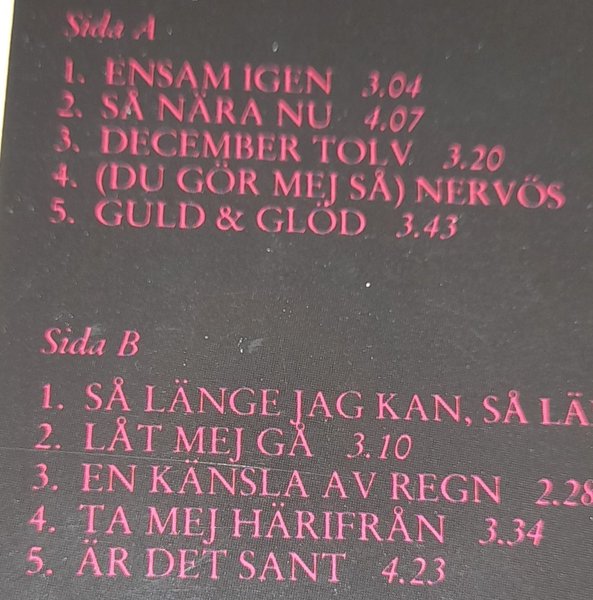 Sida A
1. ENSAM IGEN 3.04
2. SÅ NÄRA NU 4.07
3. DECEMBER TOLV 3.20
4. (DU GÖR MEJ SÅ) NERVÖS
5. GULD & GLÖD 3.43
Sida B
1. SÅ LÄNGE JAG KAN, SÅ
2. LÅT MEJ GÅ 3.10
3. EN KÄNSLA AV REGN 2.28
4. TA MEJ HÄRIFRÅN 3.34
5. ÄR DET SANT 4.23